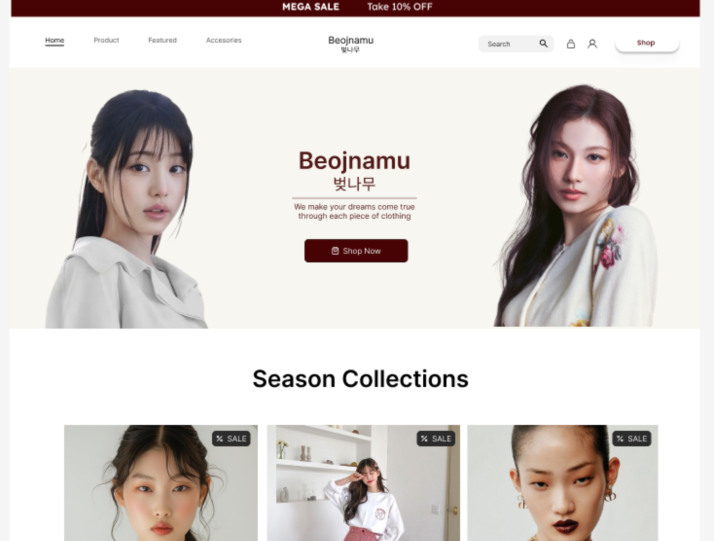 MEGA SALE Take 10% OFF
Home Product Featured Accesories
Beojnamu
벚나무
Search
Shop
Beojnamu
벚나무
We make your dreams come true
through each piece of clothing
Shop Now
Season Collections
% SALE
% SALE
% SALE